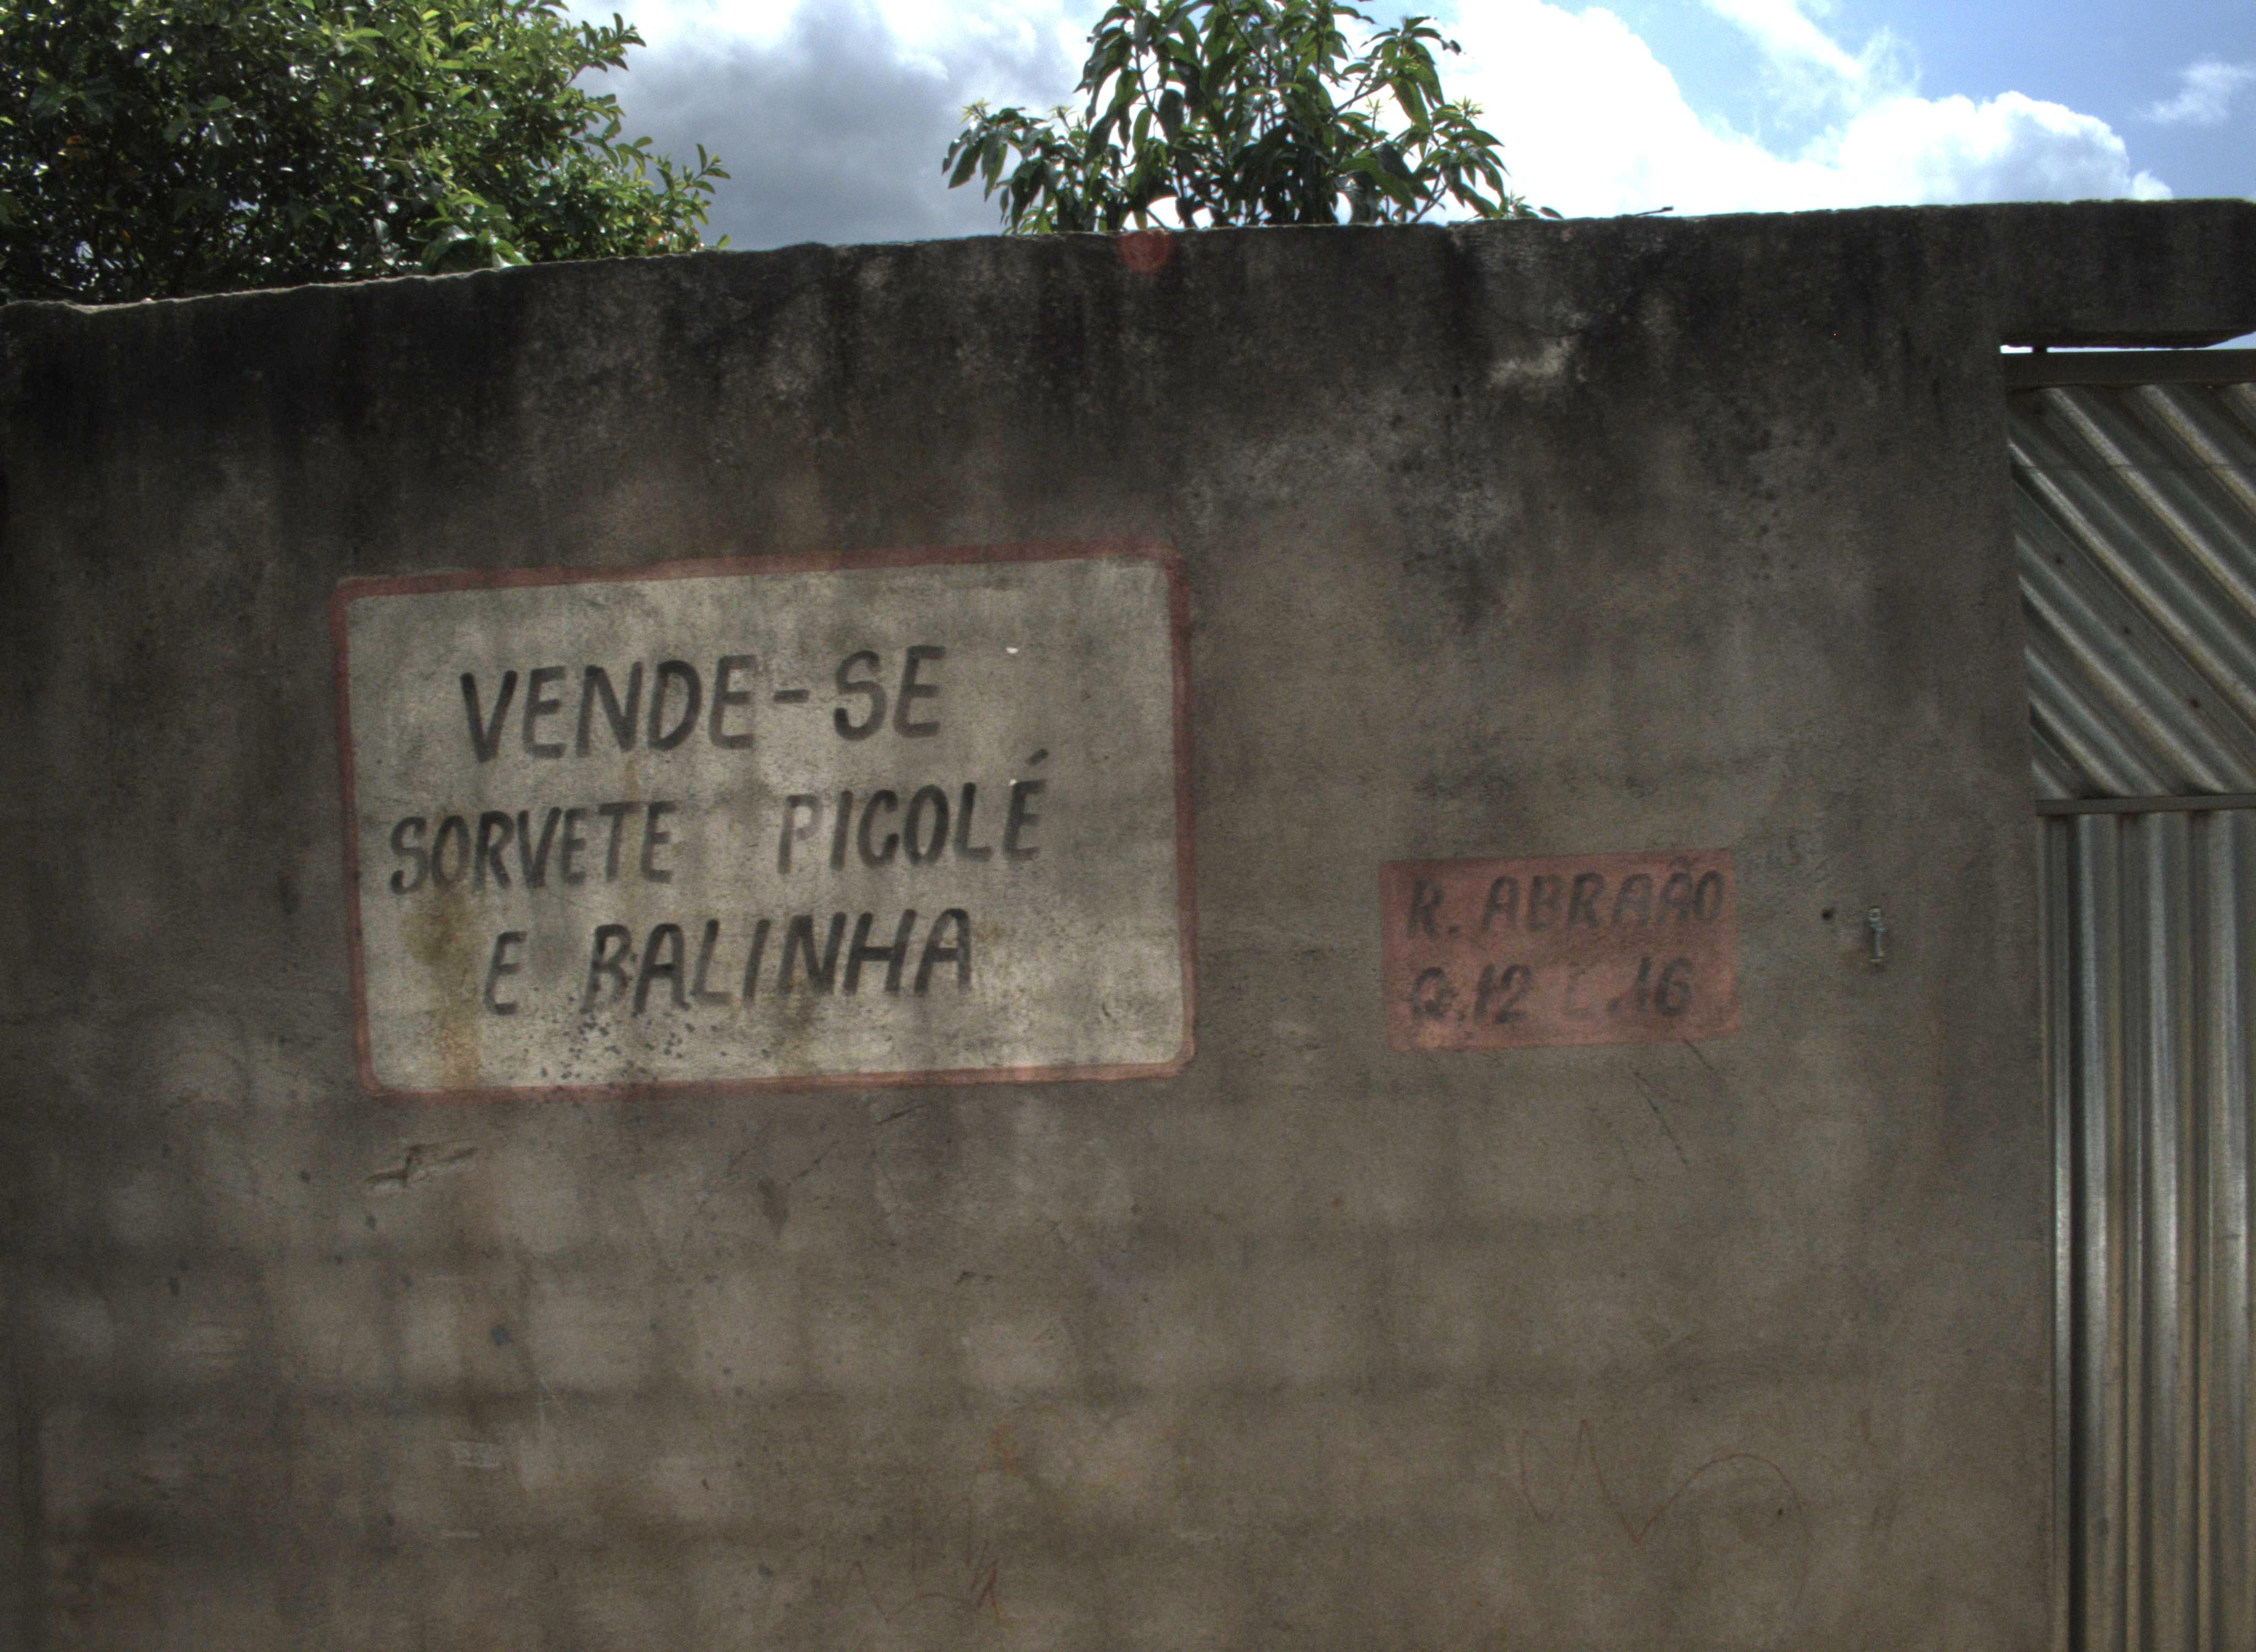 VENDE-SE
SORVETE PICOLÉ
E BALINHA
R. ABRAÃO
Q.12 L.16